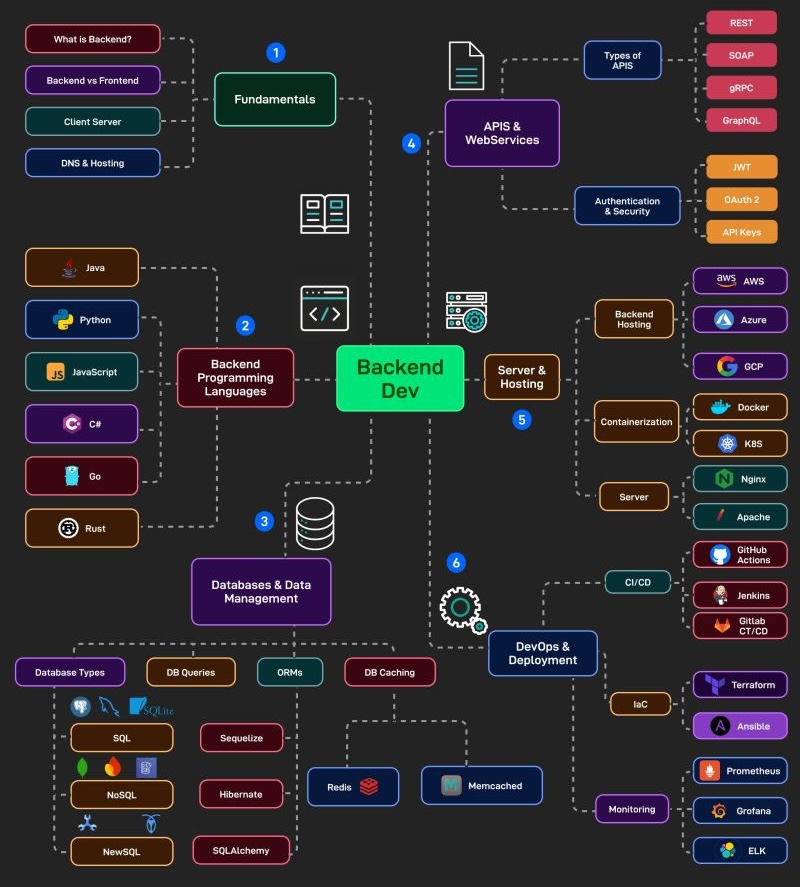 1
What is Backend?
Backend vs Frontend
Client Server
DNS & Hosting
Fundamentals
4
APIS &
WebServices
Types of
APIS
REST
SOAP
gRPC
GraphQL
Authentication
& Security
JWT
OAuth 2
API Keys
2
Java
Python
JS
JavaScript
C
C#
Go
R
Rust
Backend
Programming
Languages
Backend
Dev
Server &
Hosting
5
Backend
Hosting
aws
AWS
Azure
GCP
Containerization
Docker
K8S
Server
N
Nginx
Apache
3
Databases & Data
Management
Database Types
DB Queries
ORMs
DB Caching
SQLite
SQL
NoSQL
NewSQL
Sequelize
Hibernate
SQLAlchemy
Redis
M
Memcached
6
DevOps &
Deployment
CI/CD
GitHub
Actions
Jenkins
Gitlab
CT/CD
IaC
Terraform
A
Ansible
Monitoring
Prometheus
Grafana
ELK